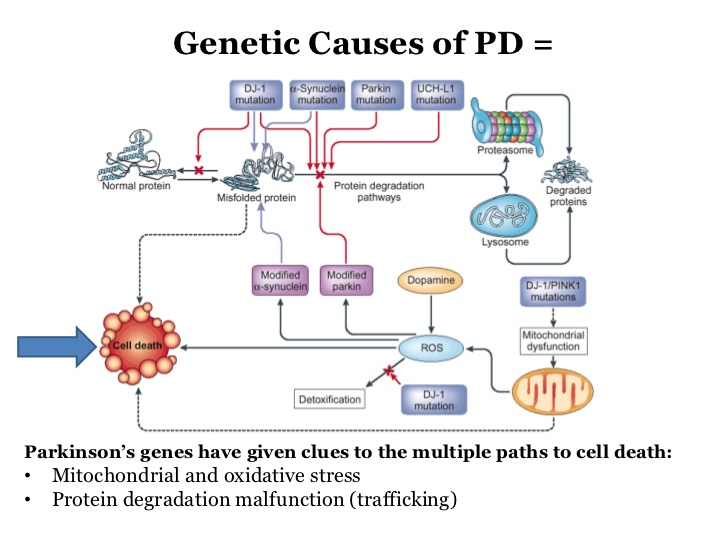 Genetic Causes of PD =
DJ-1
mutation
α-Synuclein
mutation
Parkin
mutation
UCH-L1
mutation
Proteasome
Normal protein
Misfolded protein
Protein degradation
pathways
Degraded
proteins
Lysosome
Modified
α-synuclein
Modified
parkin
Dopamine
DJ-1/PINK1
mutations
Cell death
ROS
Mitochondrial
dysfunction
Detoxification
DJ-1
mutation
Parkinson’s genes have given clues to the multiple paths to cell death:
• Mitochondrial and oxidative stress
• Protein degradation malfunction (trafficking)